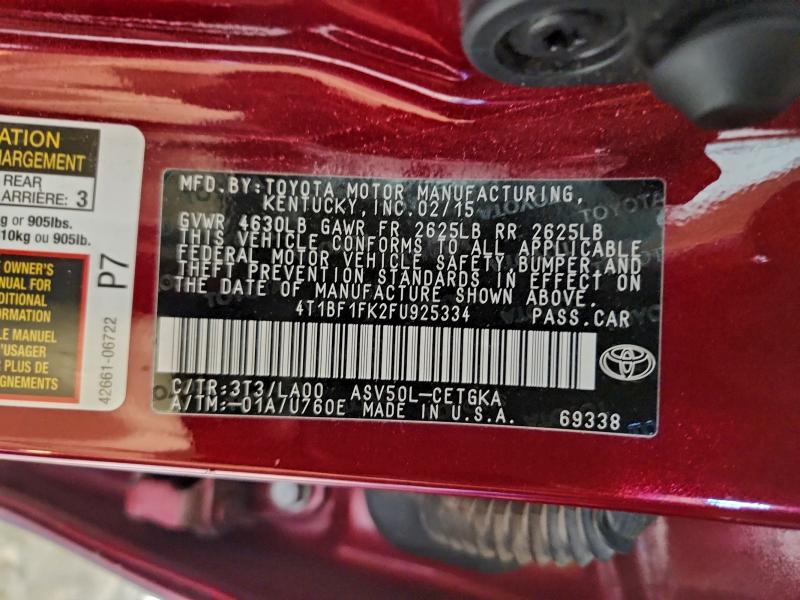 ATION
HARGEMENT
REAR
ARRIÈRE: 3
g or 905lbs.
10kg ou 905lb.
OWNER'S
NUAL FOR
DITIONAL
ORMATION
LE MANUEL
'USAGER
PLUS DE
GNEMENTS
P7
42661-06722
MFD.BY:TOYOTA MOTOR MANUFACTURING,
KENTUCKY, INC.02/15
GVWR 4630LB GAWR FR 2625LB RR 2625LB
THIS VEHICLE CONFORMS TO ALL APPLICABLE
FEDERAL MOTOR VEHICLE SAFETY,BUMPER,AND
THEFT PREVENTION STANDARDS IN EFFECT ON
THE DATE OF MANUFACTURE SHOWN ABOVE.
4T1BF1FK2FU925334 PASS.CAR
C/TR:3T3/LA00 ASV50L-CETGKA
A/TM:-01A/U760E MADE IN U.S.A. 69338